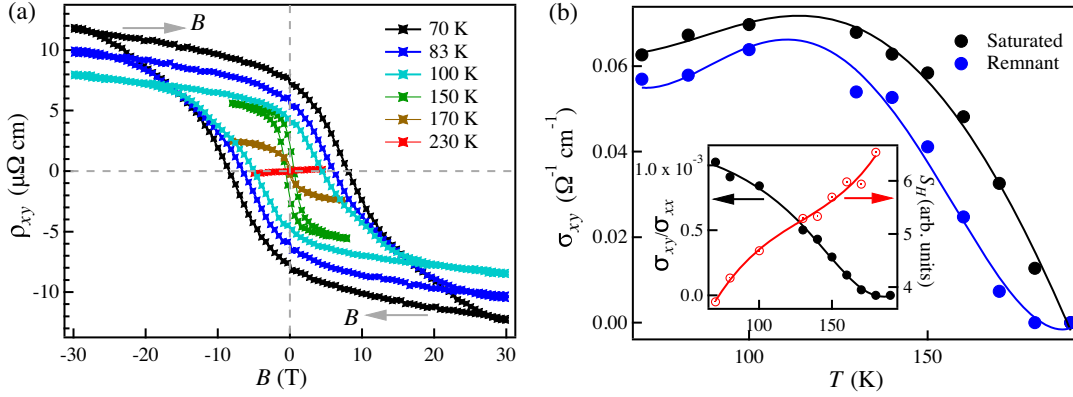 (a)
B
70 K
83 K
100 K
150 K
170 K
230 K
B
10
5
0
-5
-10
ρxy (μΩ cm)
-30
-20
-10
0
10
20
30
B (T)
(b)
Saturated
Remnant
0.06
0.04
0.02
0.00
σxy (Ω⁻¹ cm⁻¹)
1.0 x 10⁻³
0.5
0.0
σxy/σxx
6
5
4
SH (arb. units)
100
150
100
150
T (K)